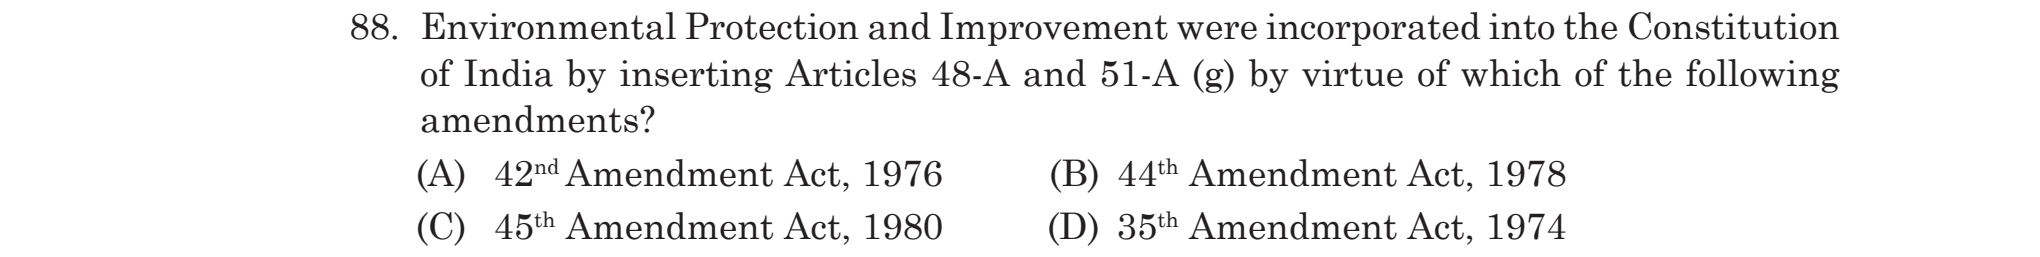 88. Environmental Protection and Improvement were incorporated into the Constitution
of India by inserting Articles 48-A and 51-A (g) by virtue of which of the following
amendments?
(A) 42nd Amendment Act, 1976 (B) 44th Amendment Act, 1978
(C) 45th Amendment Act, 1980 (D) 35th Amendment Act, 1974